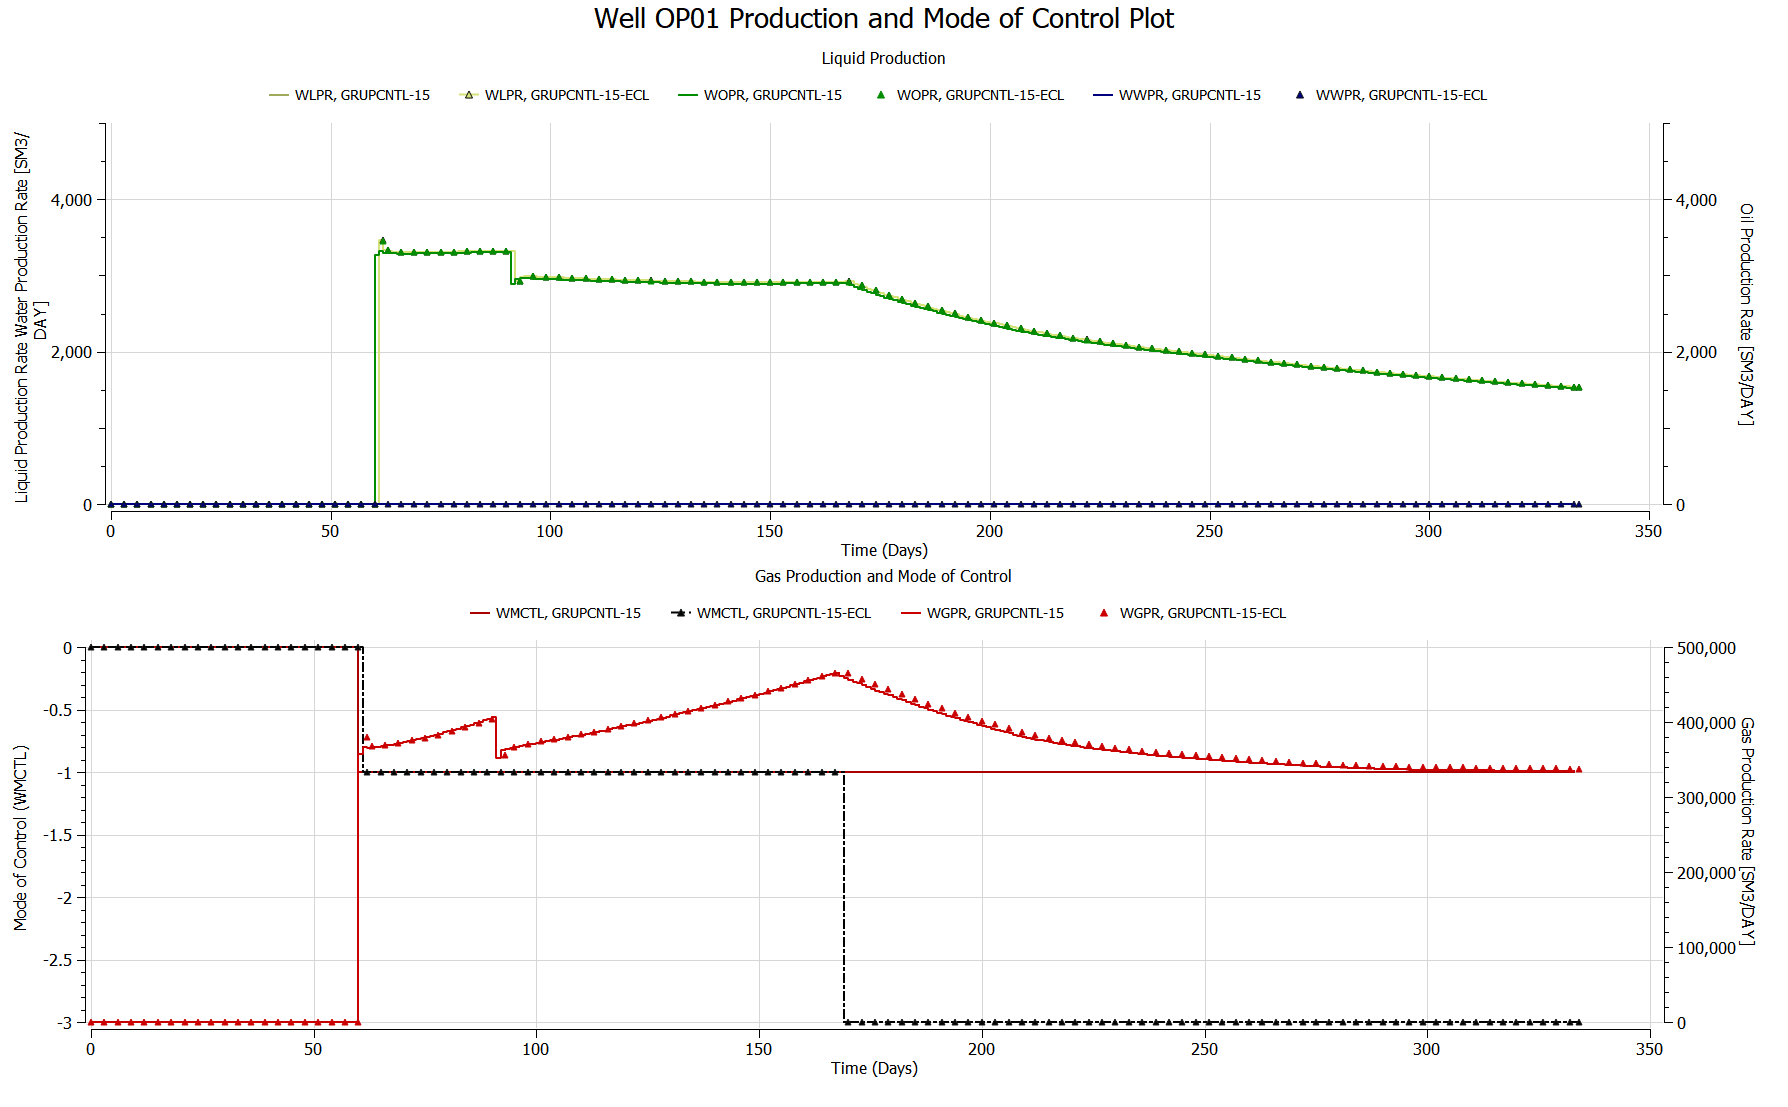 Well OP01 Production and Mode of Control Plot
Liquid Production
WLPR, GRUPCNTL-15
WLPR, GRUPCNTL-15-ECL
WOPR, GRUPCNTL-15
WOPR, GRUPCNTL-15-ECL
WWPR, GRUPCNTL-15
WWPR, GRUPCNTL-15-ECL
Liquid Production Rate Water Production Rate [SM3/
DAY]
4,000
2,000
0
4,000
2,000
0
Oil Production Rate [SM3/DAY]
0
50
100
150
200
250
300
350
Time (Days)
Gas Production and Mode of Control
WMCTL, GRUPCNTL-15
WMCTL, GRUPCNTL-15-ECL
WGPR, GRUPCNTL-15
WGPR, GRUPCNTL-15-ECL
Mode of Control (WMCTL)
0
-0.5
-1
-1.5
-2
-2.5
-3
500,000
400,000
300,000
200,000
100,000
0
Gas Production Rate [SM3/DAY]
0
50
100
150
200
250
300
350
Time (Days)